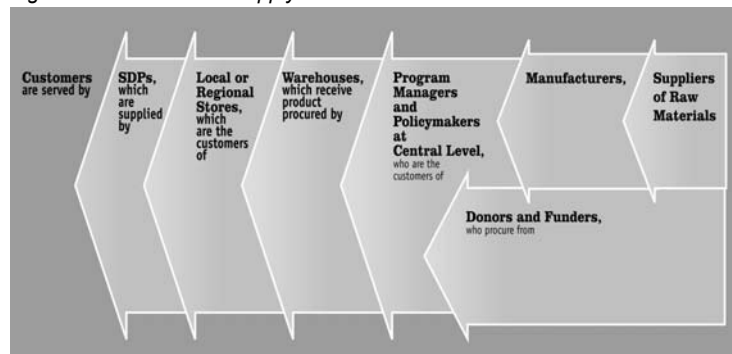 Customers
are served by
SDPs,
which
are
supplied
by
Local or
Regional
Stores,
which
are the
customers
of
Warehouses,
which receive
product
procured by
Program
Managers
and
Policymakers
at
Central Level,
who are the
customers of
Manufacturers,
Suppliers
of Raw
Materials
Donors and Funders,
who procure from